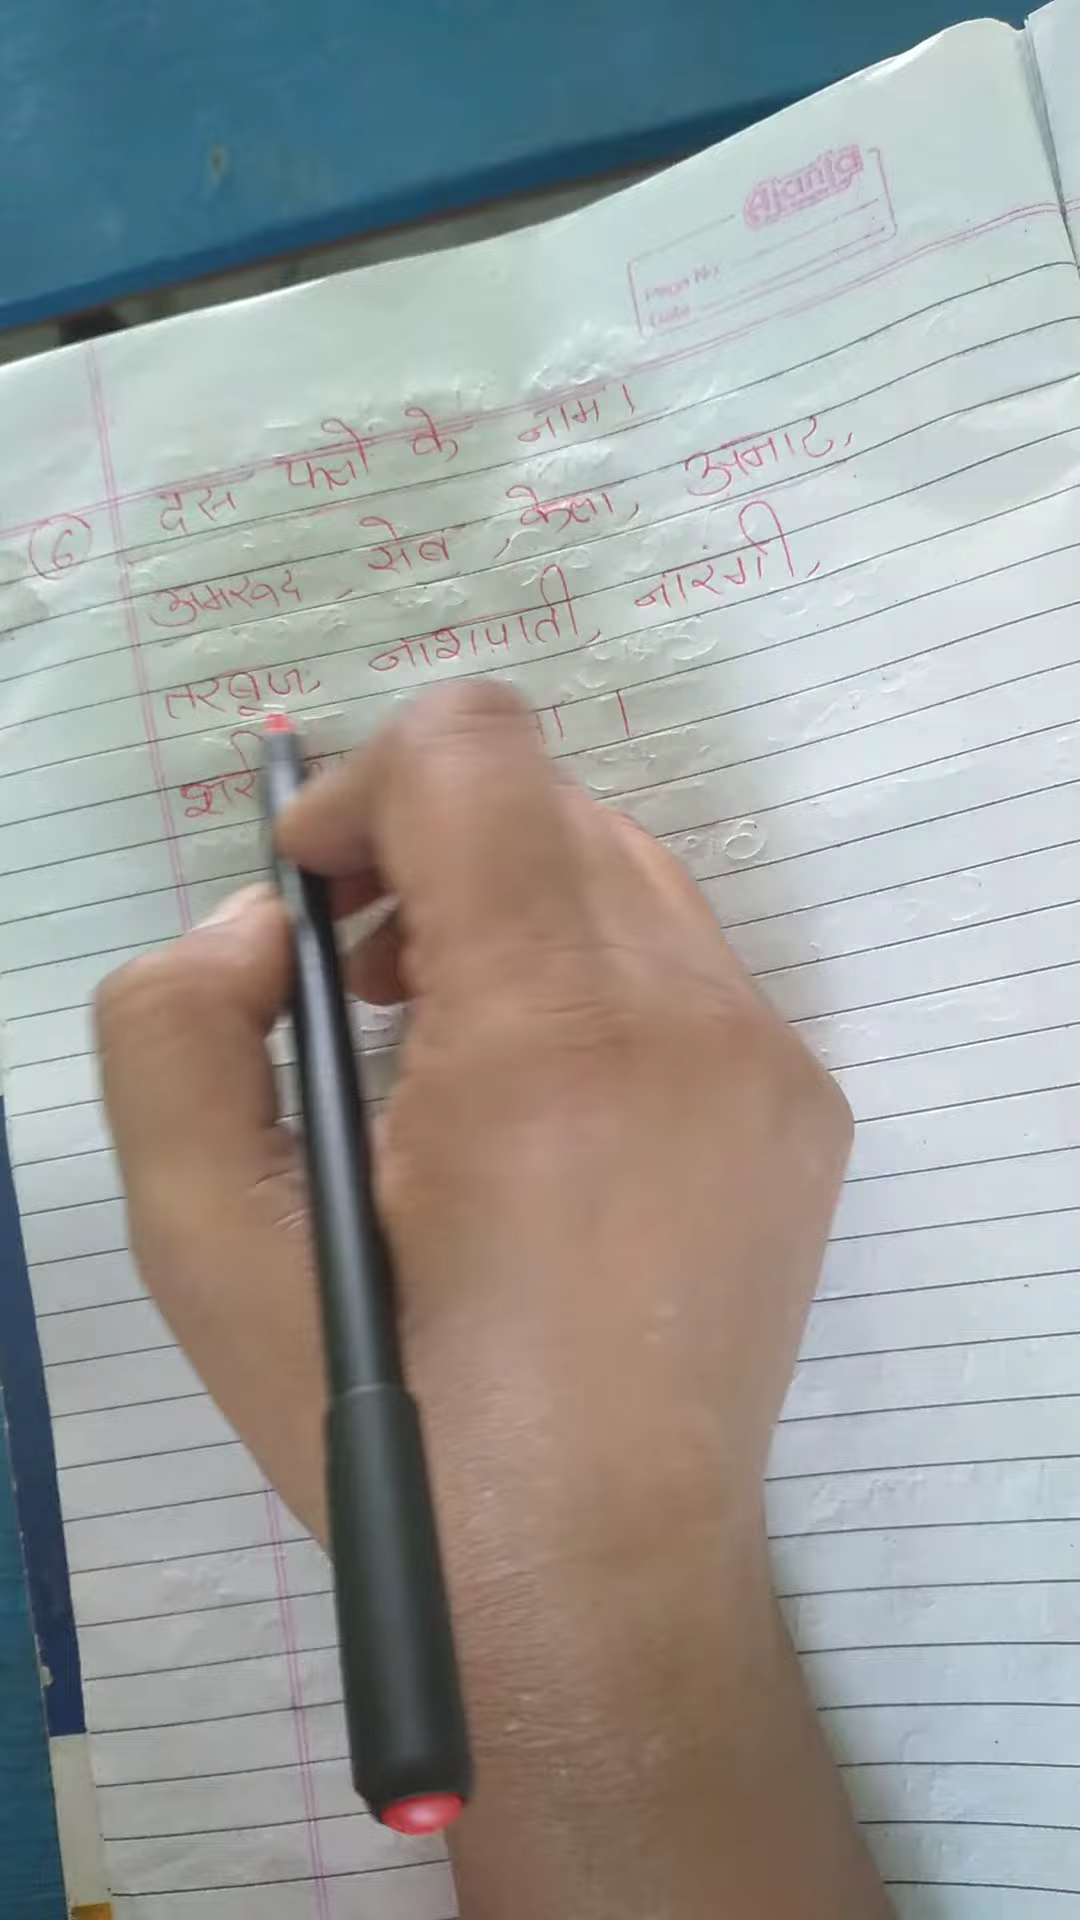 Ajanta
Page No.
Date
(6) दस फलों के नाम।
अमरूद, सेब, केला, अनार,
तरबूज, नाशपाती, नारंगी,